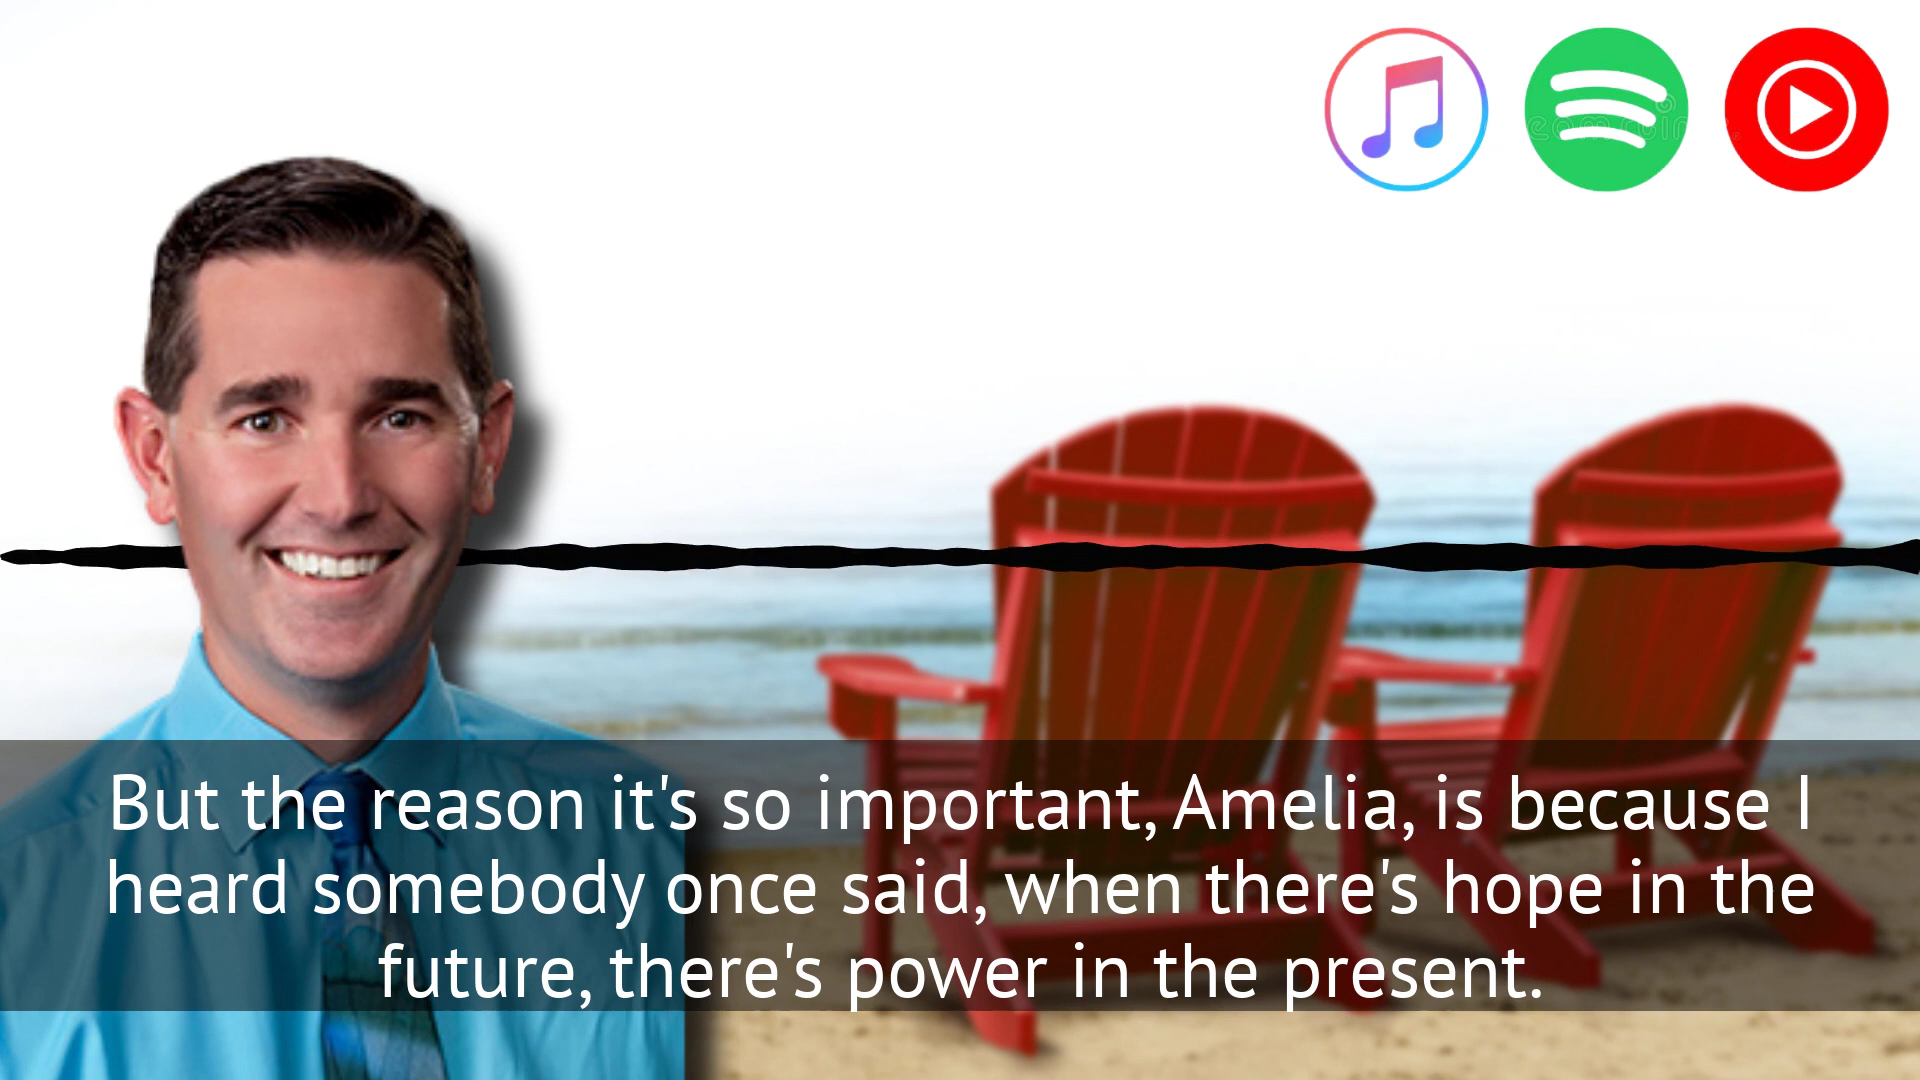 But the reason it's so important, Amelia, is because I
heard somebody once said, when there's hope in the
future, there's power in the present.